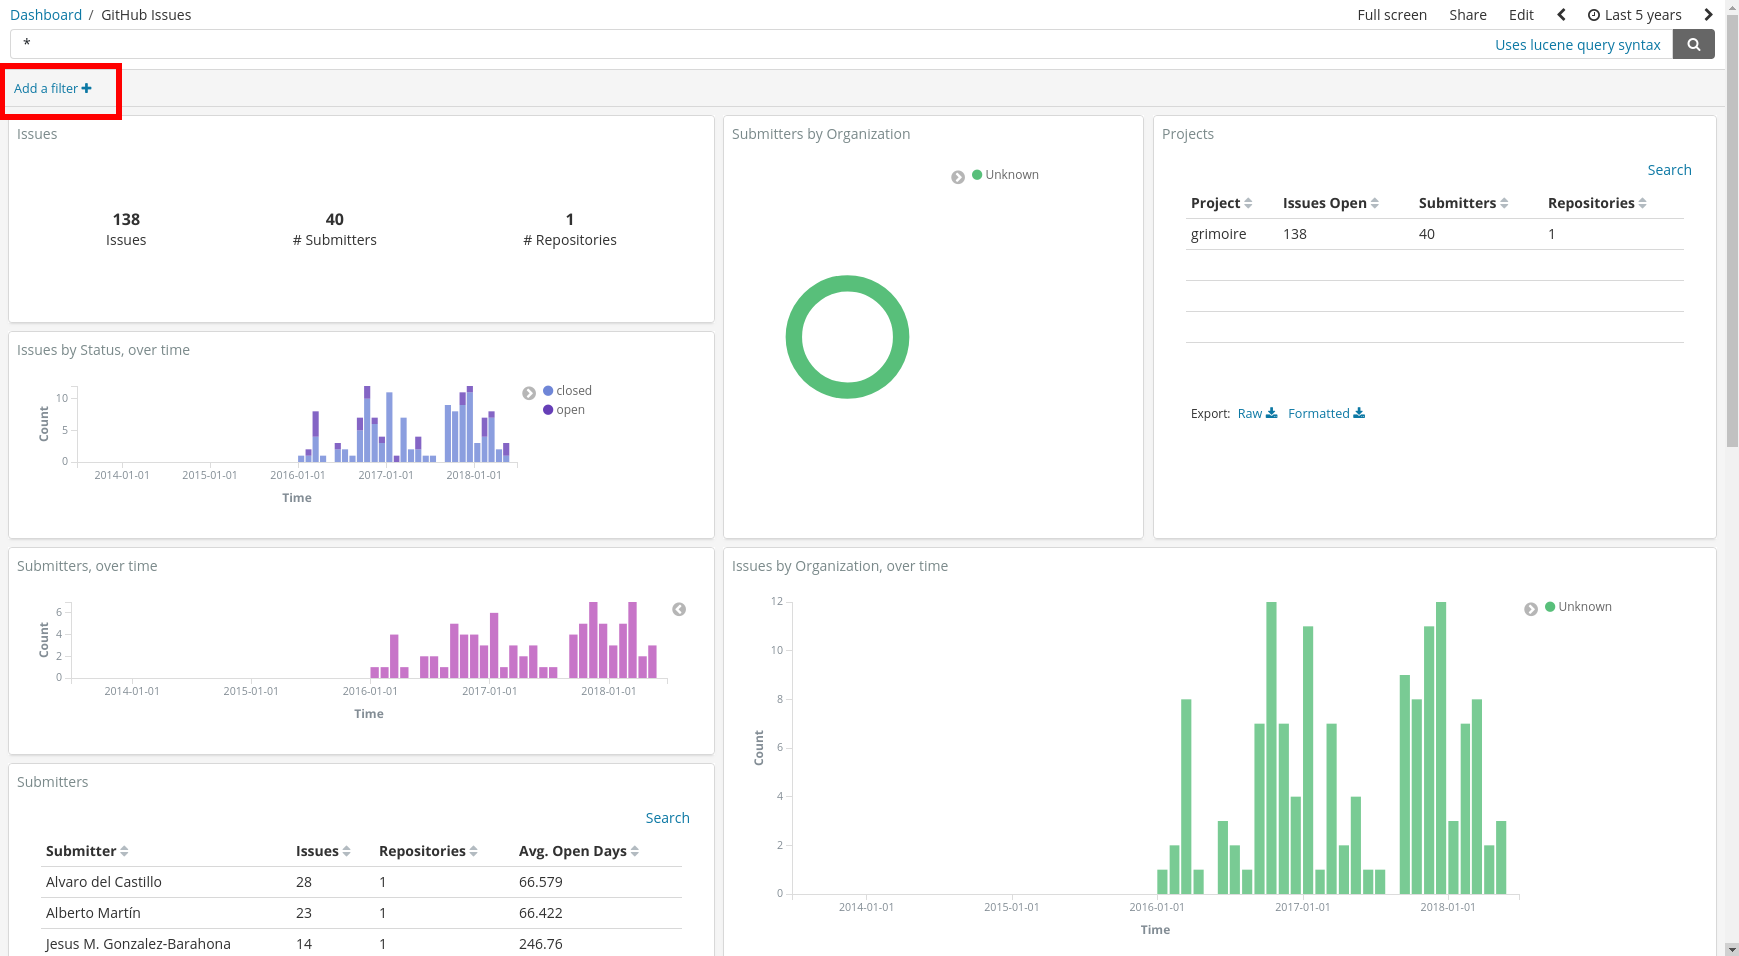 Dashboard / GitHub Issues
Full screen Share Edit Last 5 years
*
Uses lucene query syntax
Add a filter
Issues
138
Issues
40
# Submitters
1
# Repositories
Submitters by Organization
Unknown
Projects
Search
Project Issues Open Submitters Repositories
grimoire 138 40 1
Export: Raw Formatted
Issues by Status, over time
10
5
0
Count
2014-01-01 2015-01-01 2016-01-01 2017-01-01 2018-01-01
Time
closed
open
Submitters, over time
6
4
2
0
Count
2014-01-01 2015-01-01 2016-01-01 2017-01-01 2018-01-01
Time
Issues by Organization, over time
12
10
8
6
4
2
0
Count
2014-01-01 2015-01-01 2016-01-01 2017-01-01 2018-01-01
Time
Unknown
Submitters
Search
Submitter Issues Repositories Avg. Open Days
Alvaro del Castillo 28 1 66.579
Alberto Martín 23 1 66.422
Jesus M. Gonzalez-Barahona 14 1 246.76